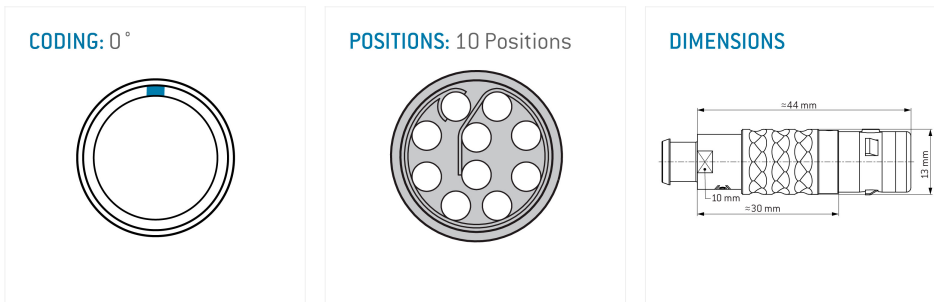 CODING: 0°
POSITIONS: 10 Positions
DIMENSIONS
≈44 mm
13 mm
10 mm
≈30 mm